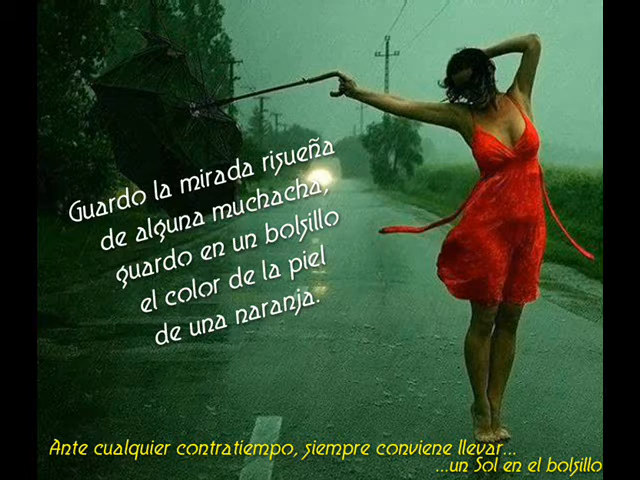 Guardo la mirada risueña
de alguna muchacha,
guardo en un bolsillo
el color de la piel
de una naranja.
Ante cualquier contratiempo, siempre conviene llevar...
...un Sol en el bolsillo